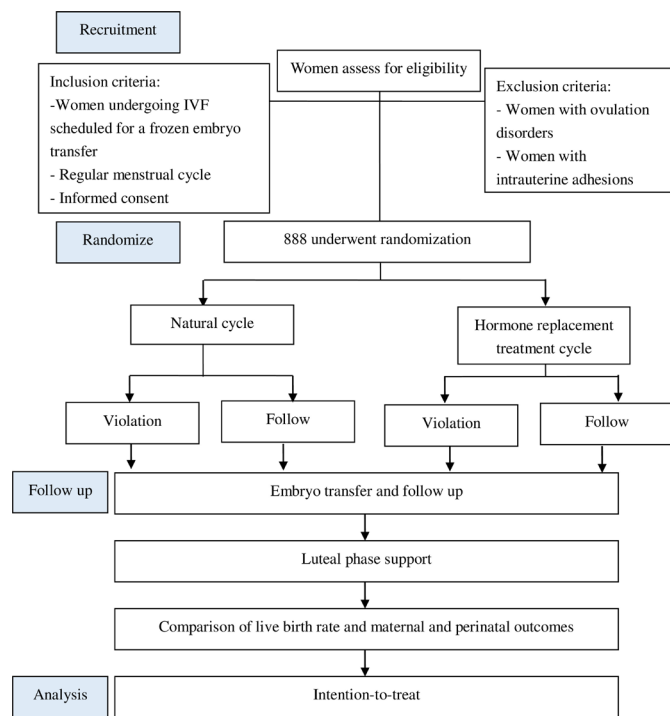 Recruitment
Women assess for eligibility
Inclusion criteria:
-Women undergoing IVF
scheduled for a frozen embryo
transfer
- Regular menstrual cycle
- Informed consent
Exclusion criteria:
- Women with ovulation
disorders
- Women with
intrauterine adhesions
Randomize
888 underwent randomization
Natural cycle
Hormone replacement
treatment cycle
Violation
Follow
Violation
Follow
Follow up
Embryo transfer and follow up
Luteal phase support
Comparison of live birth rate and maternal and perinatal outcomes
Analysis
Intention-to-treat